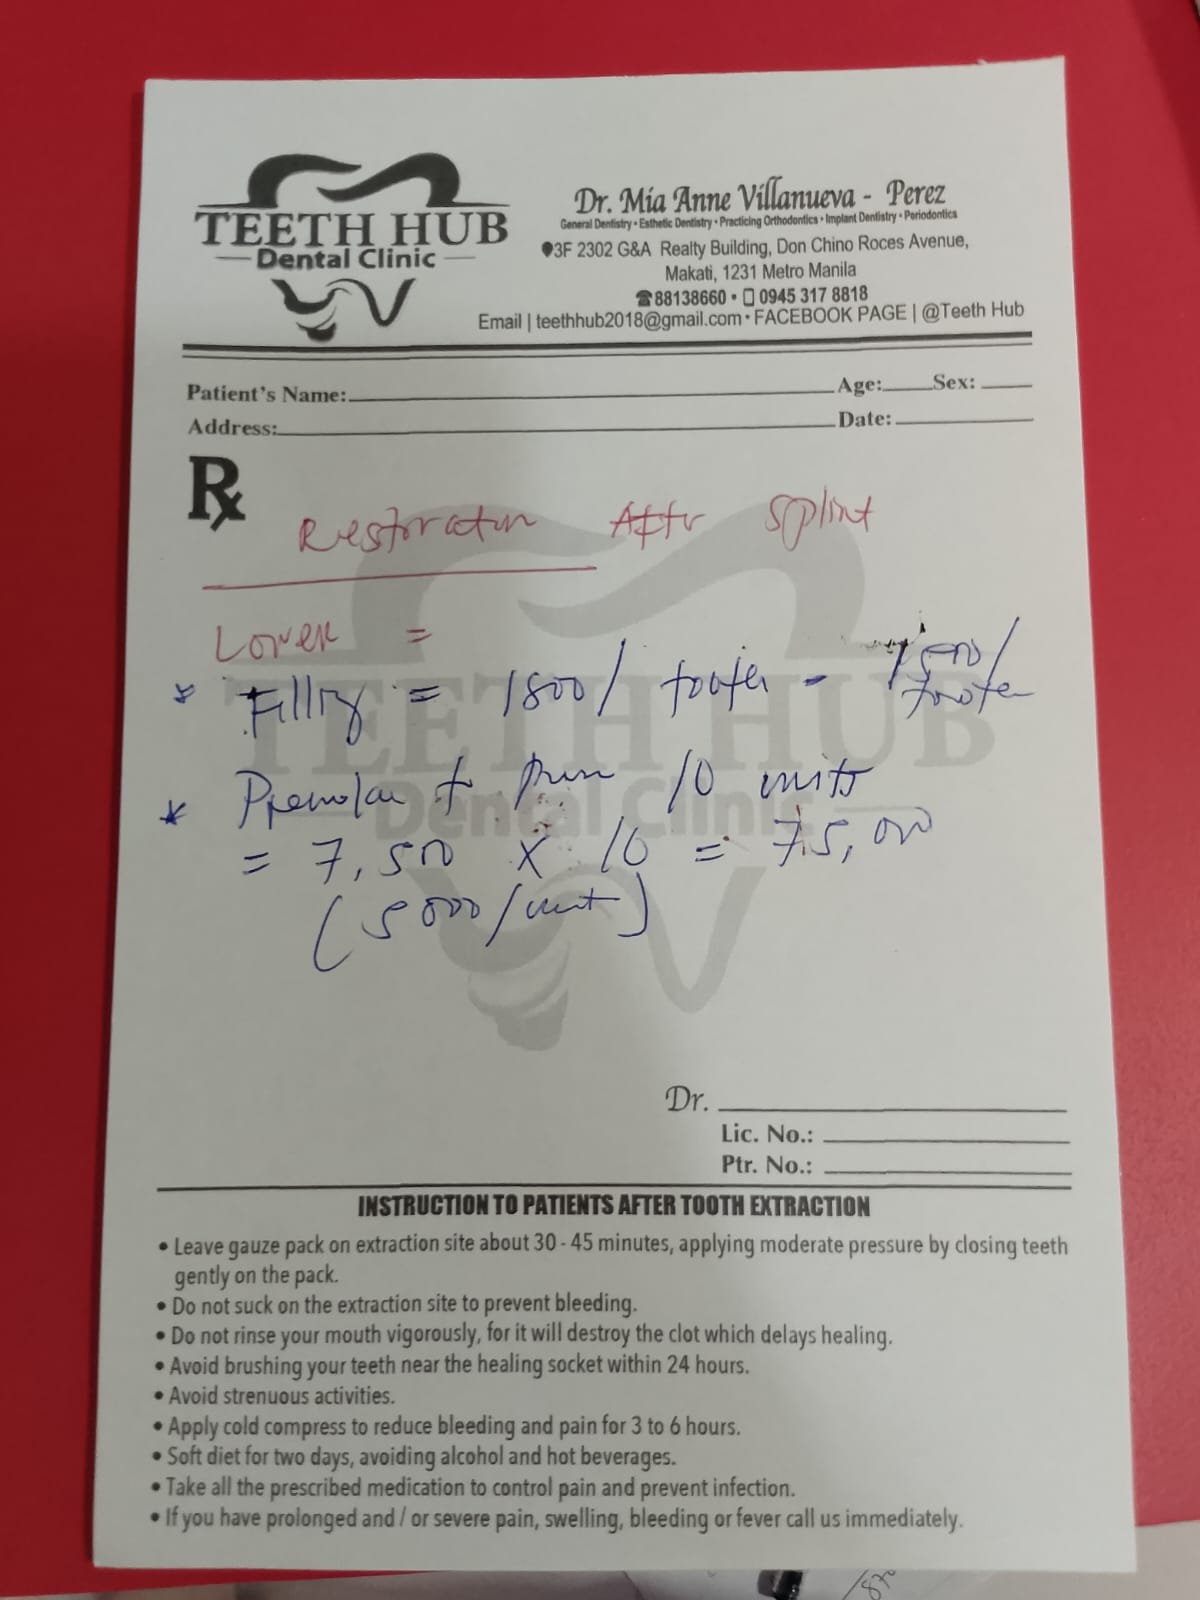 TEETH HUB
Dental Clinic
Dr. Mia Anne Villanueva - Perez
General Dentistry • Esthetic Dentistry • Practicing Orthodontics • Implant Dentistry • Periodontics
3F 2302 G&A Realty Building, Don Chino Roces Avenue,
Makati, 1231 Metro Manila
☎88138660 • 0945 317 8818
Email | teethhub2018@gmail.com • FACEBOOK PAGE | @Teeth Hub
Patient's Name: Age: Sex:
Address: Date:
Rx
Restoration After Splint
Lower =
* Filling = 1800/ tooth - 1500/
tooth
* Premolar 10 units
= 7,500 x 10 = 75,000
(5000/unit)
TEETH HUB
Dental Clinic
Dr.
Lic. No.:
Ptr. No.:
INSTRUCTION TO PATIENTS AFTER TOOTH EXTRACTION
• Leave gauze pack on extraction site about 30 - 45 minutes, applying moderate pressure by closing teeth
gently on the pack.
• Do not suck on the extraction site to prevent bleeding.
• Do not rinse your mouth vigorously, for it will destroy the clot which delays healing.
• Avoid brushing your teeth near the healing socket within 24 hours.
• Avoid strenuous activities.
• Apply cold compress to reduce bleeding and pain for 3 to 6 hours.
• Soft diet for two days, avoiding alcohol and hot beverages.
• Take all the prescribed medication to control pain and prevent infection.
• If you have prolonged and / or severe pain, swelling, bleeding or fever call us immediately.